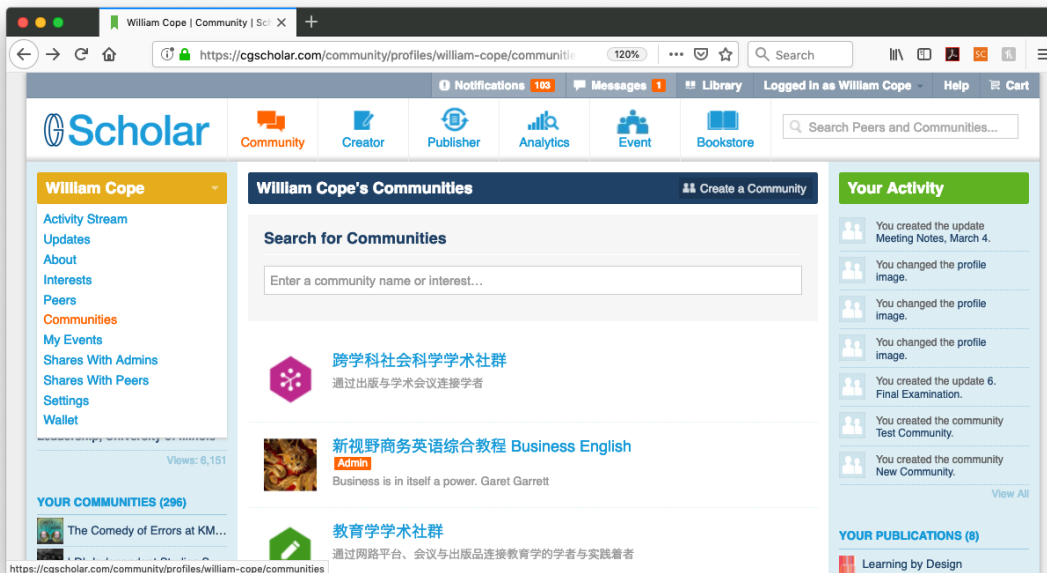 William Cope | Community | Sch
https://cgscholar.com/community/profiles/william-cope/communitie
120%
Search
SC
Notifications 103
Messages 1
Library
Logged in as William Cope
Help
Cart
Scholar
Community
Creator
Publisher
Analytics
Event
Bookstore
Search Peers and Communities...
William Cope
Activity Stream
Updates
About
Interests
Peers
Communities
My Events
Shares With Admins
Shares With Peers
Settings
Wallet
Leadership, University of Illinois
Views: 6,151
YOUR COMMUNITIES (296)
The Comedy of Errors at KM...
William Cope's Communities
Create a Community
Search for Communities
Enter a community name or interest...
跨学科社会科学学术社群
通过出版与学术会议连接学者
新视野商务英语综合教程 Business English
Admin
Business is in itself a power. Garet Garrett
教育学学术社群
通过网路平台、会议与出版品连接教育学的学者与实践着者
Your Activity
You created the update
Meeting Notes, March 4.
You changed the profile
image.
You changed the profile
image.
You changed the profile
image.
You created the update 6.
Final Examination.
You created the community
Test Community.
You created the community
New Community.
View All
YOUR PUBLICATIONS (8)
Learning by Design
https://cgscholar.com/community/profiles/william-cope/communities